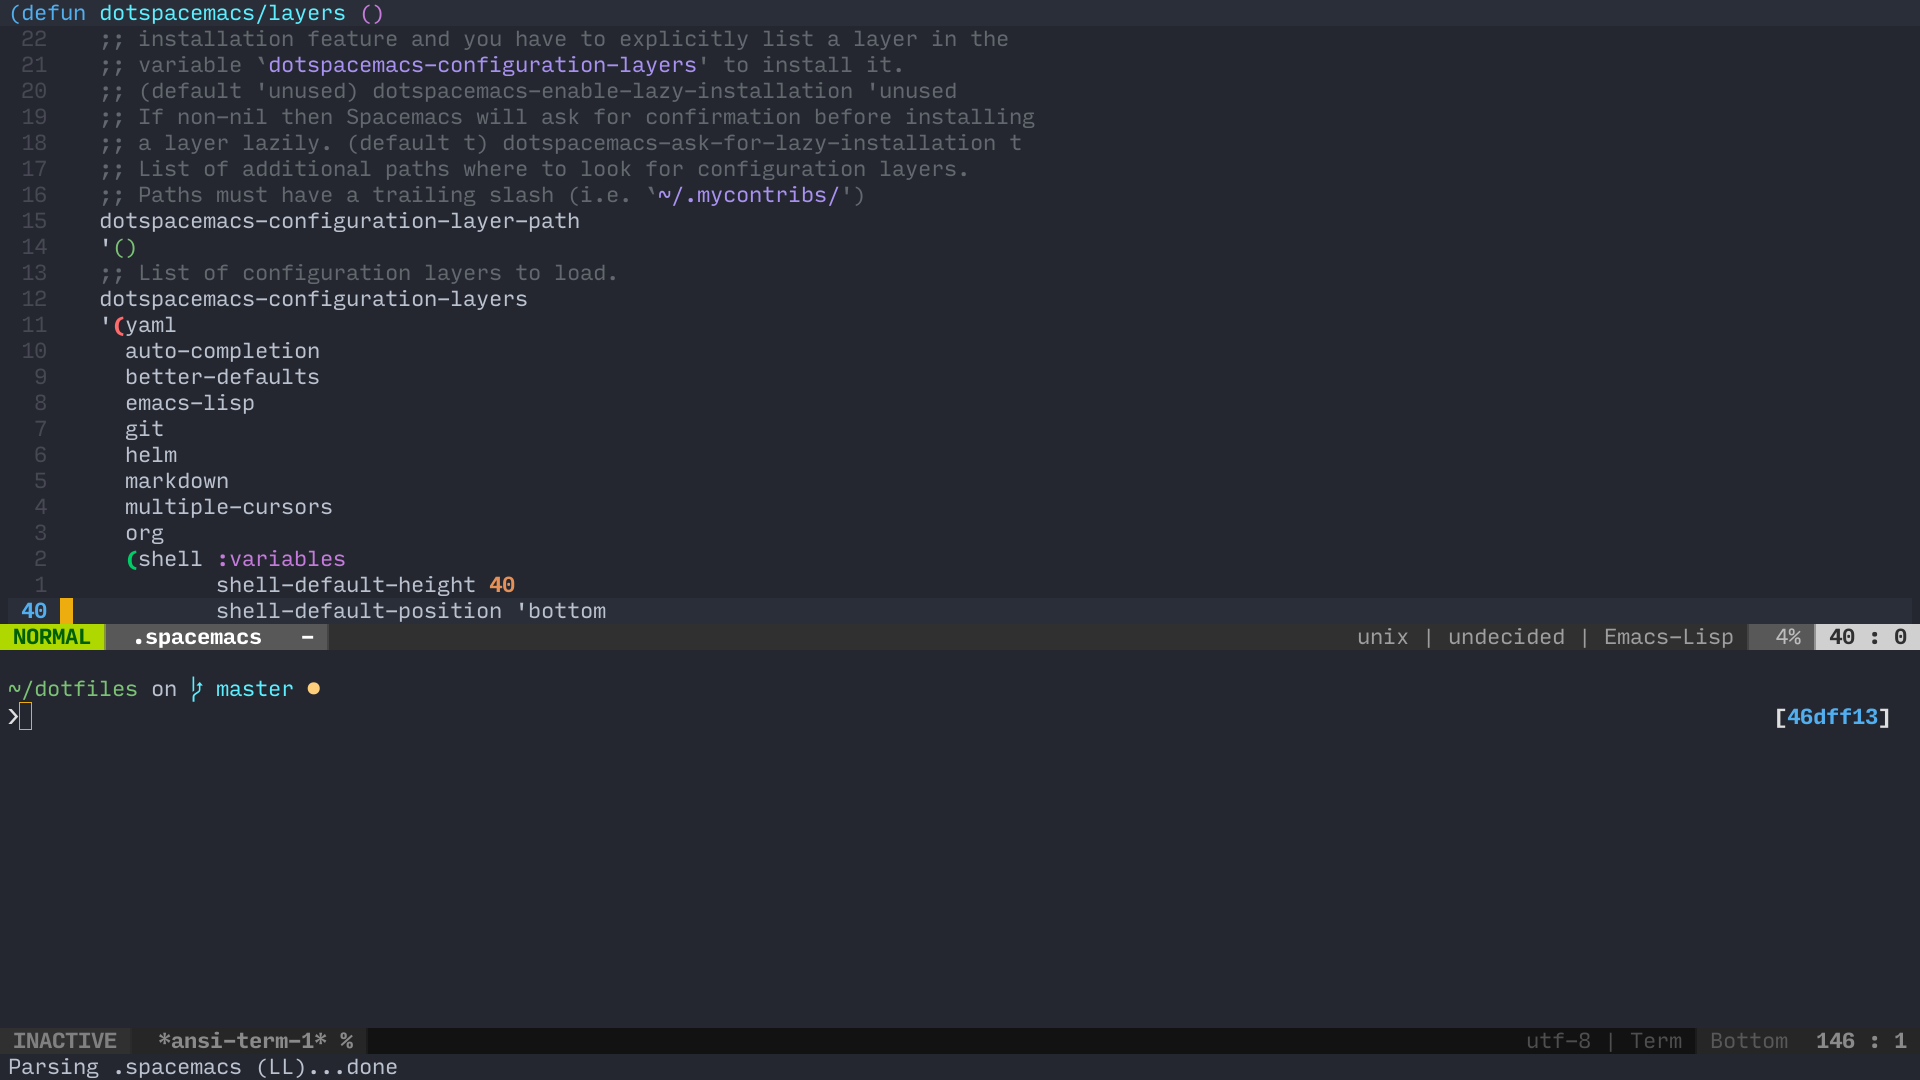 (defun dotspacemacs/layers ()
22 ;; installation feature and you have to explicitly list a layer in the
21 ;; variable `dotspacemacs-configuration-layers' to install it.
20 ;; (default 'unused) dotspacemacs-enable-lazy-installation 'unused
19 ;; If non-nil then Spacemacs will ask for confirmation before installing
18 ;; a layer lazily. (default t) dotspacemacs-ask-for-lazy-installation t
17 ;; List of additional paths where to look for configuration layers.
16 ;; Paths must have a trailing slash (i.e. `~/.mycontribs/')
15 dotspacemacs-configuration-layer-path
14 '()
13 ;; List of configuration layers to load.
12 dotspacemacs-configuration-layers
11 '(yaml
10 auto-completion
9 better-defaults
8 emacs-lisp
7 git
6 helm
5 markdown
4 multiple-cursors
3 org
2 (shell :variables
1 shell-default-height 40
40 shell-default-position 'bottom
NORMAL .spacemacs - unix | undecided | Emacs-Lisp 4% 40 : 0
~/dotfiles on master ●
❯ [46dff13]
INACTIVE *ansi-term-1* % utf-8 | Term Bottom 146 : 1
Parsing .spacemacs (LL)...done